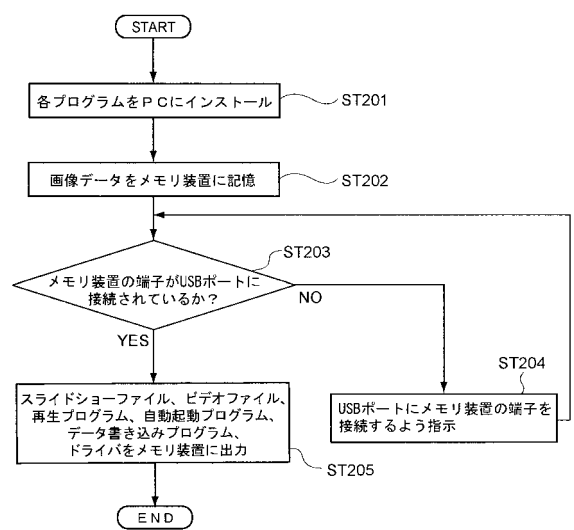 START
各プログラムをＰＣにインストール
ST201
画像データをメモリ装置に記憶
ST202
ST203
メモリ装置の端子がUSBポートに
接続されているか？
NO
YES
ST204
USBポートにメモリ装置の端子を
接続するよう指示
スライドショーファイル、ビデオファイル、
再生プログラム、自動起動プログラム、
データ書き込みプログラム、
ドライバをメモリ装置に出力
ST205
END